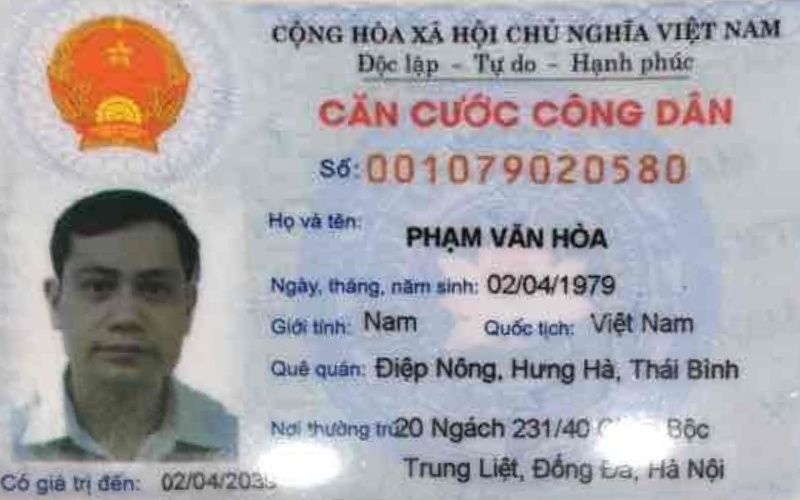 CỘNG HÒA XÃ HỘI CHỦ NGHĨA VIỆT NAM
Độc lập - Tự do - Hạnh phúc
CĂN CƯỚC CÔNG DÂN
Số: 001079020580
Họ và tên: PHẠM VĂN HÒA
Ngày, tháng, năm sinh: 02/04/1979
Giới tính: Nam Quốc tịch: Việt Nam
Quê quán: Điệp Nông, Hưng Hà, Thái Bình
Nơi thường trú 20 Ngách 231/40 Bộc
Trung Liệt, Đống Đa, Hà Nội
Có giá trị đến: 02/04/2039